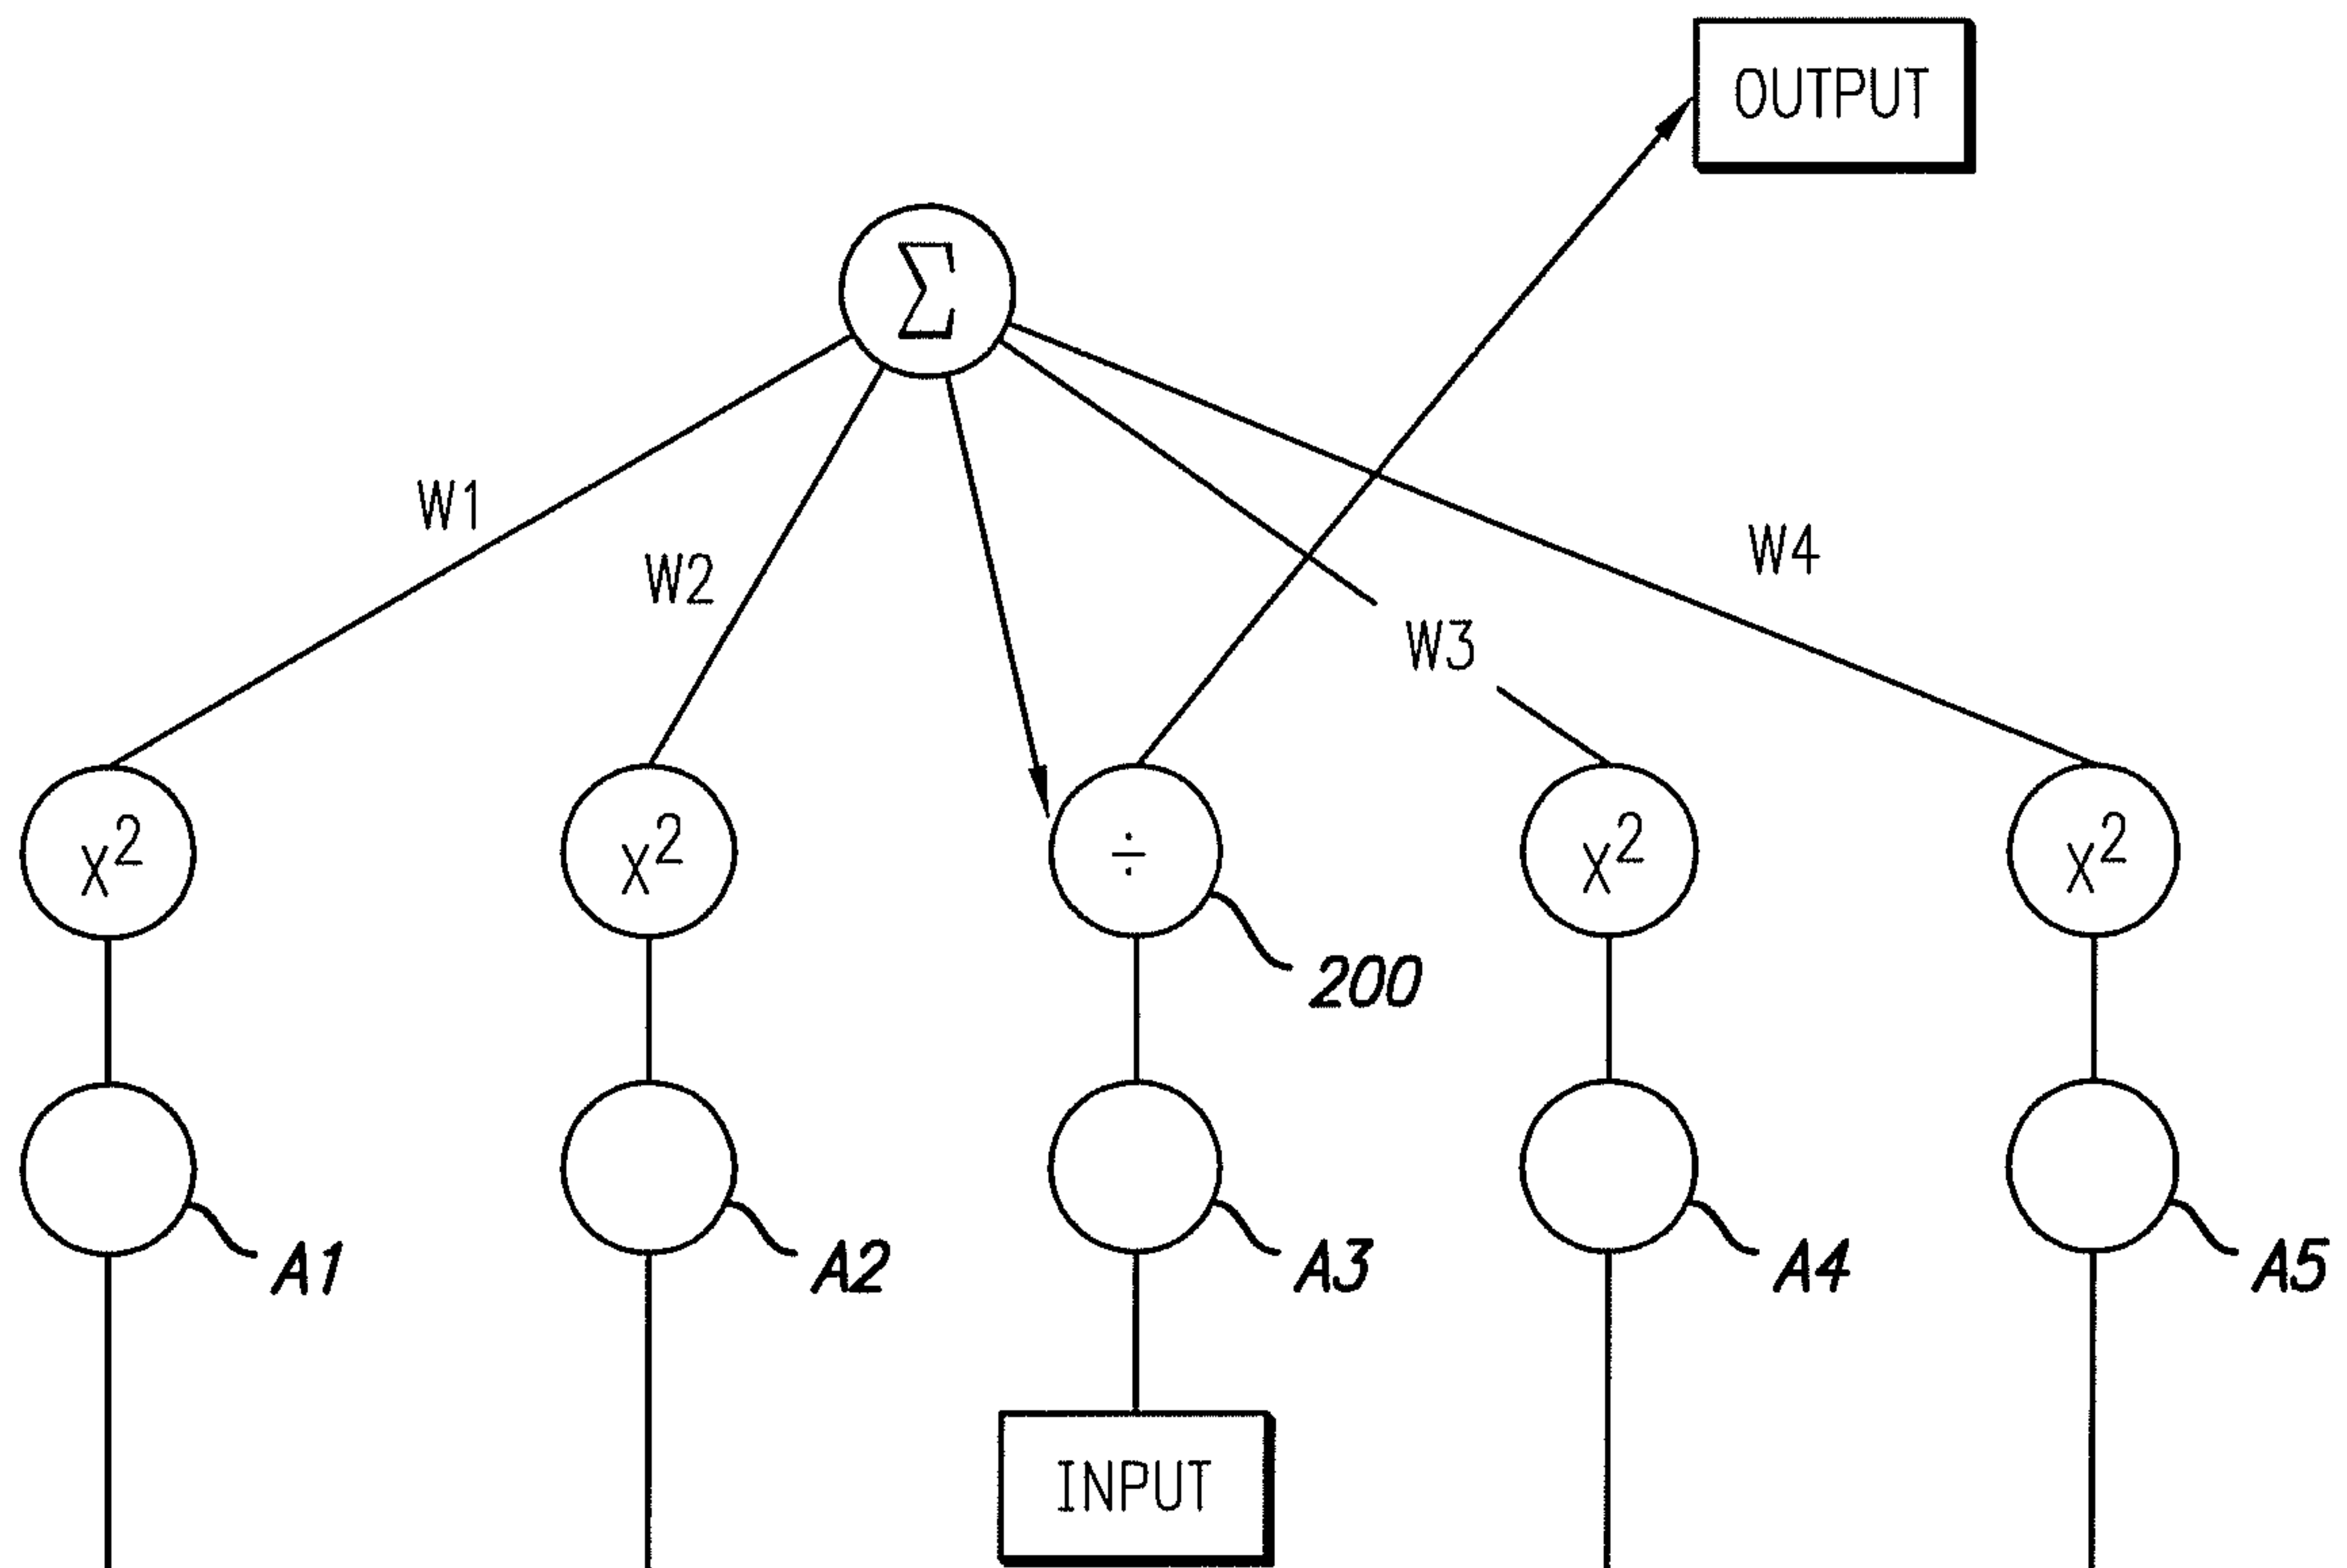 OUTPUT
Σ
W1
W2
W4
W3
x²
x²
÷
x²
x²
200
A1
A2
A3
A4
A5
INPUT